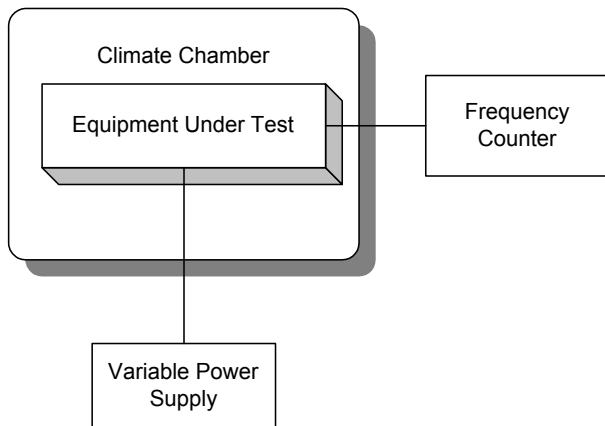 Climate Chamber
Equipment Under Test
Frequency
Counter
Variable Power
Supply